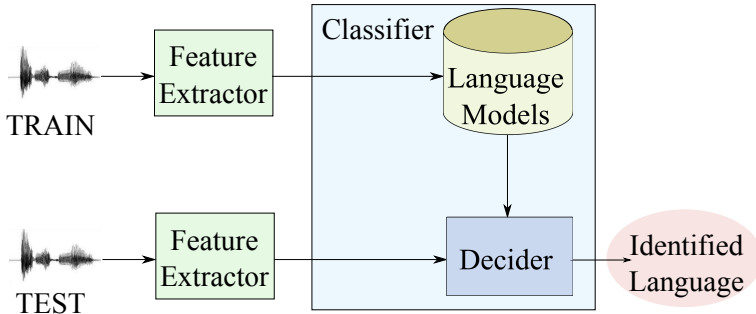 Classifier
Feature
Extractor
Language
Models
TRAIN
Feature
Extractor
Decider
Identified
Language
TEST